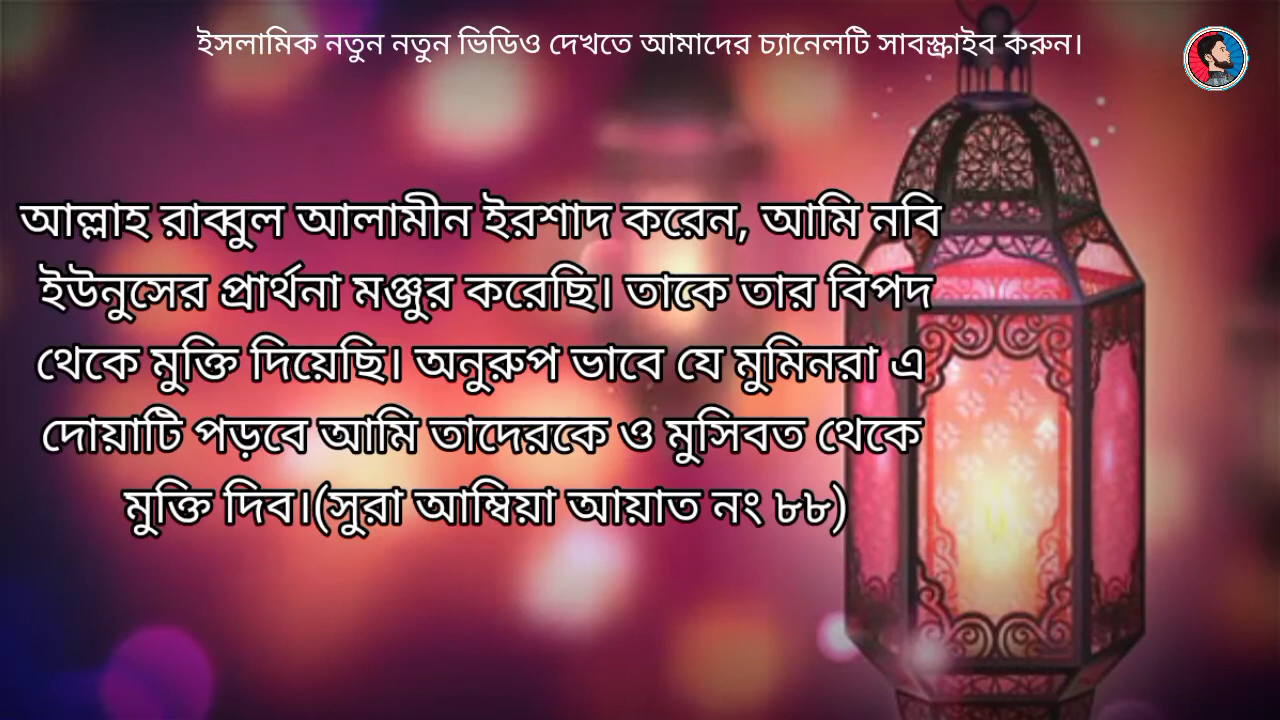 ইসলামিক নতুন নতুন ভিডিও দেখতে আমাদের চ্যানেলটি সাবস্ক্রাইব করুন।
আল্লাহ রাব্বুল আলামীন ইরশাদ করেন, আমি নবি
ইউনুসের প্রার্থনা মঞ্জুর করেছি। তাকে তার বিপদ
থেকে মুক্তি দিয়েছি। অনুরুপ ভাবে যে মুমিনরা এ
দোয়াটি পড়বে আমি তাদেরকে ও মুসিবত থেকে
মুক্তি দিব।(সুরা আম্বিয়া আয়াত নং ৮৮)